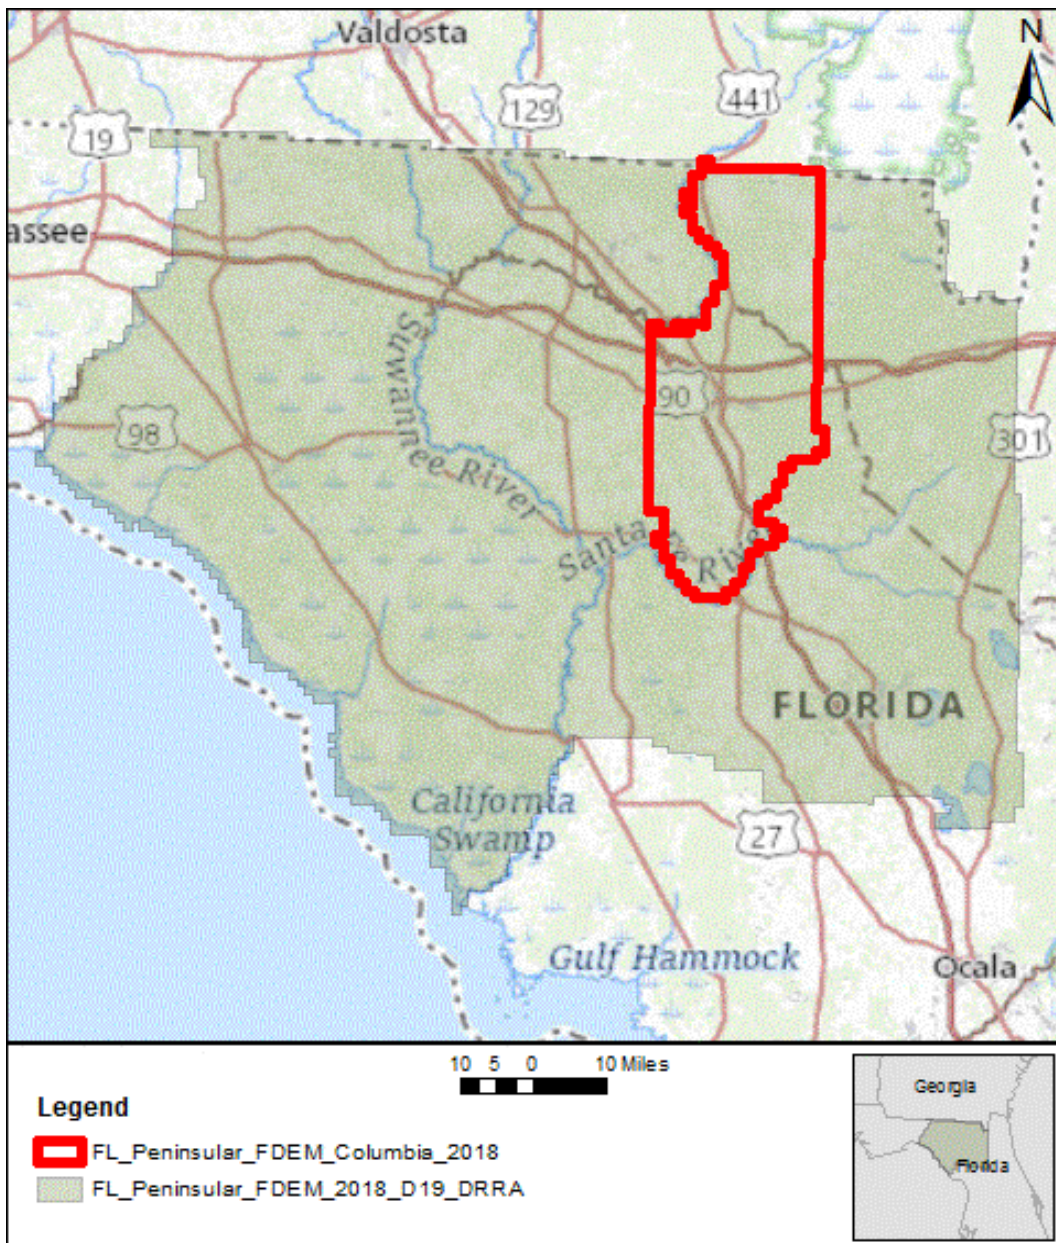 Valdosta
N
129
441
19
assee
Suwannee River
90
98
301
Santa Fe River
FLORIDA
California
Swamp
27
Gulf Hammock
Ocala
10 5 0 10 Miles
Legend
FL_Peninsular_FDEM_Columbia_2018
FL_Peninsular_FDEM_2018_D19_DRRA
Georgia
Florida